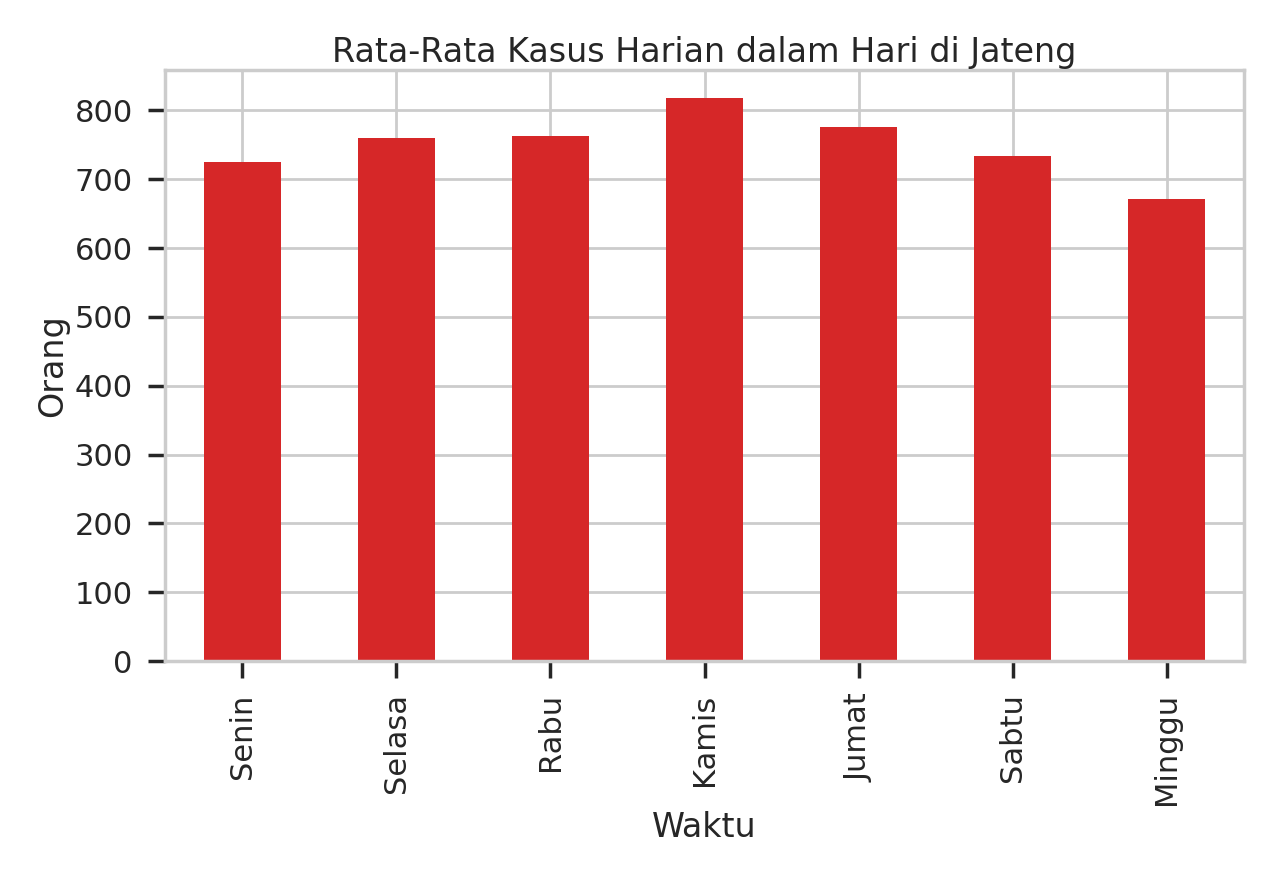 Rata-Rata Kasus Harian dalam Hari di Jateng
Orang
800
700
600
500
400
300
200
100
0
Senin
Selasa
Rabu
Kamis
Jumat
Sabtu
Minggu
Waktu